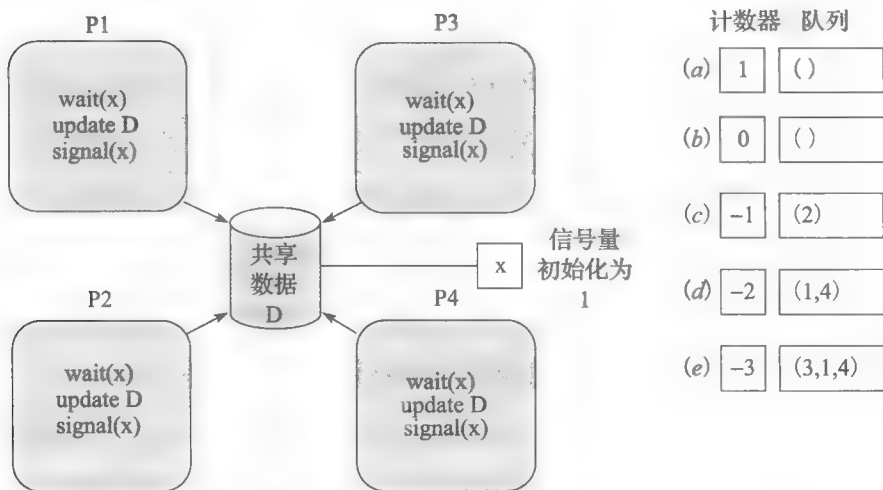 P1
wait(x)
update D
signal(x)
P3
wait(x)
update D
signal(x)
共享
数据
D
x
信号量
初始化为
1
P2
wait(x)
update D
signal(x)
P4
wait(x)
update D
signal(x)
计数器 队列
(a) 1 ( )
(b) 0 ( )
(c) −1 (2)
(d) −2 (1,4)
(e) −3 (3,1,4)